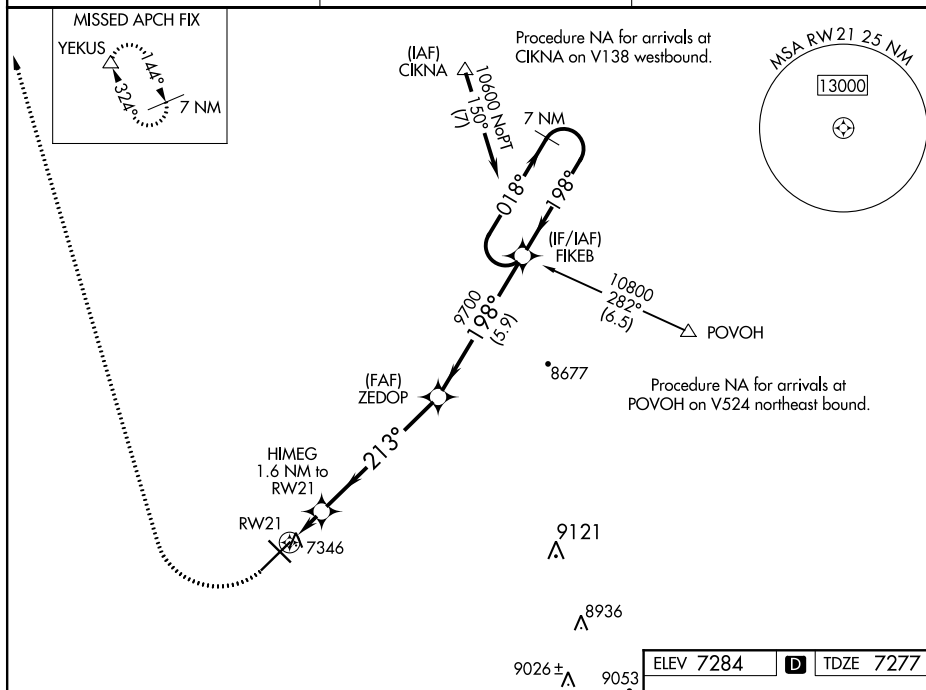 MISSED APCH FIX
YEKUS
144°
324°
7 NM
(IAF)
CIKNA
10600 NoPT
150°
(7)
Procedure NA for arrivals at
CIKNA on V138 westbound.
MSA RW21 25 NM
13000
7 NM
018°
198°
(IF/IAF)
FIKEB
10800
282°
(6.5)
POVOH
9700
198°
(5.9)
8677
Procedure NA for arrivals at
POVOH on V524 northeast bound.
(FAF)
ZEDOP
213°
HIMEG
1.6 NM to
RW21
RW21
7346
9121
8936
9026±
9053
ELEV 7284
D
TDZE 7277